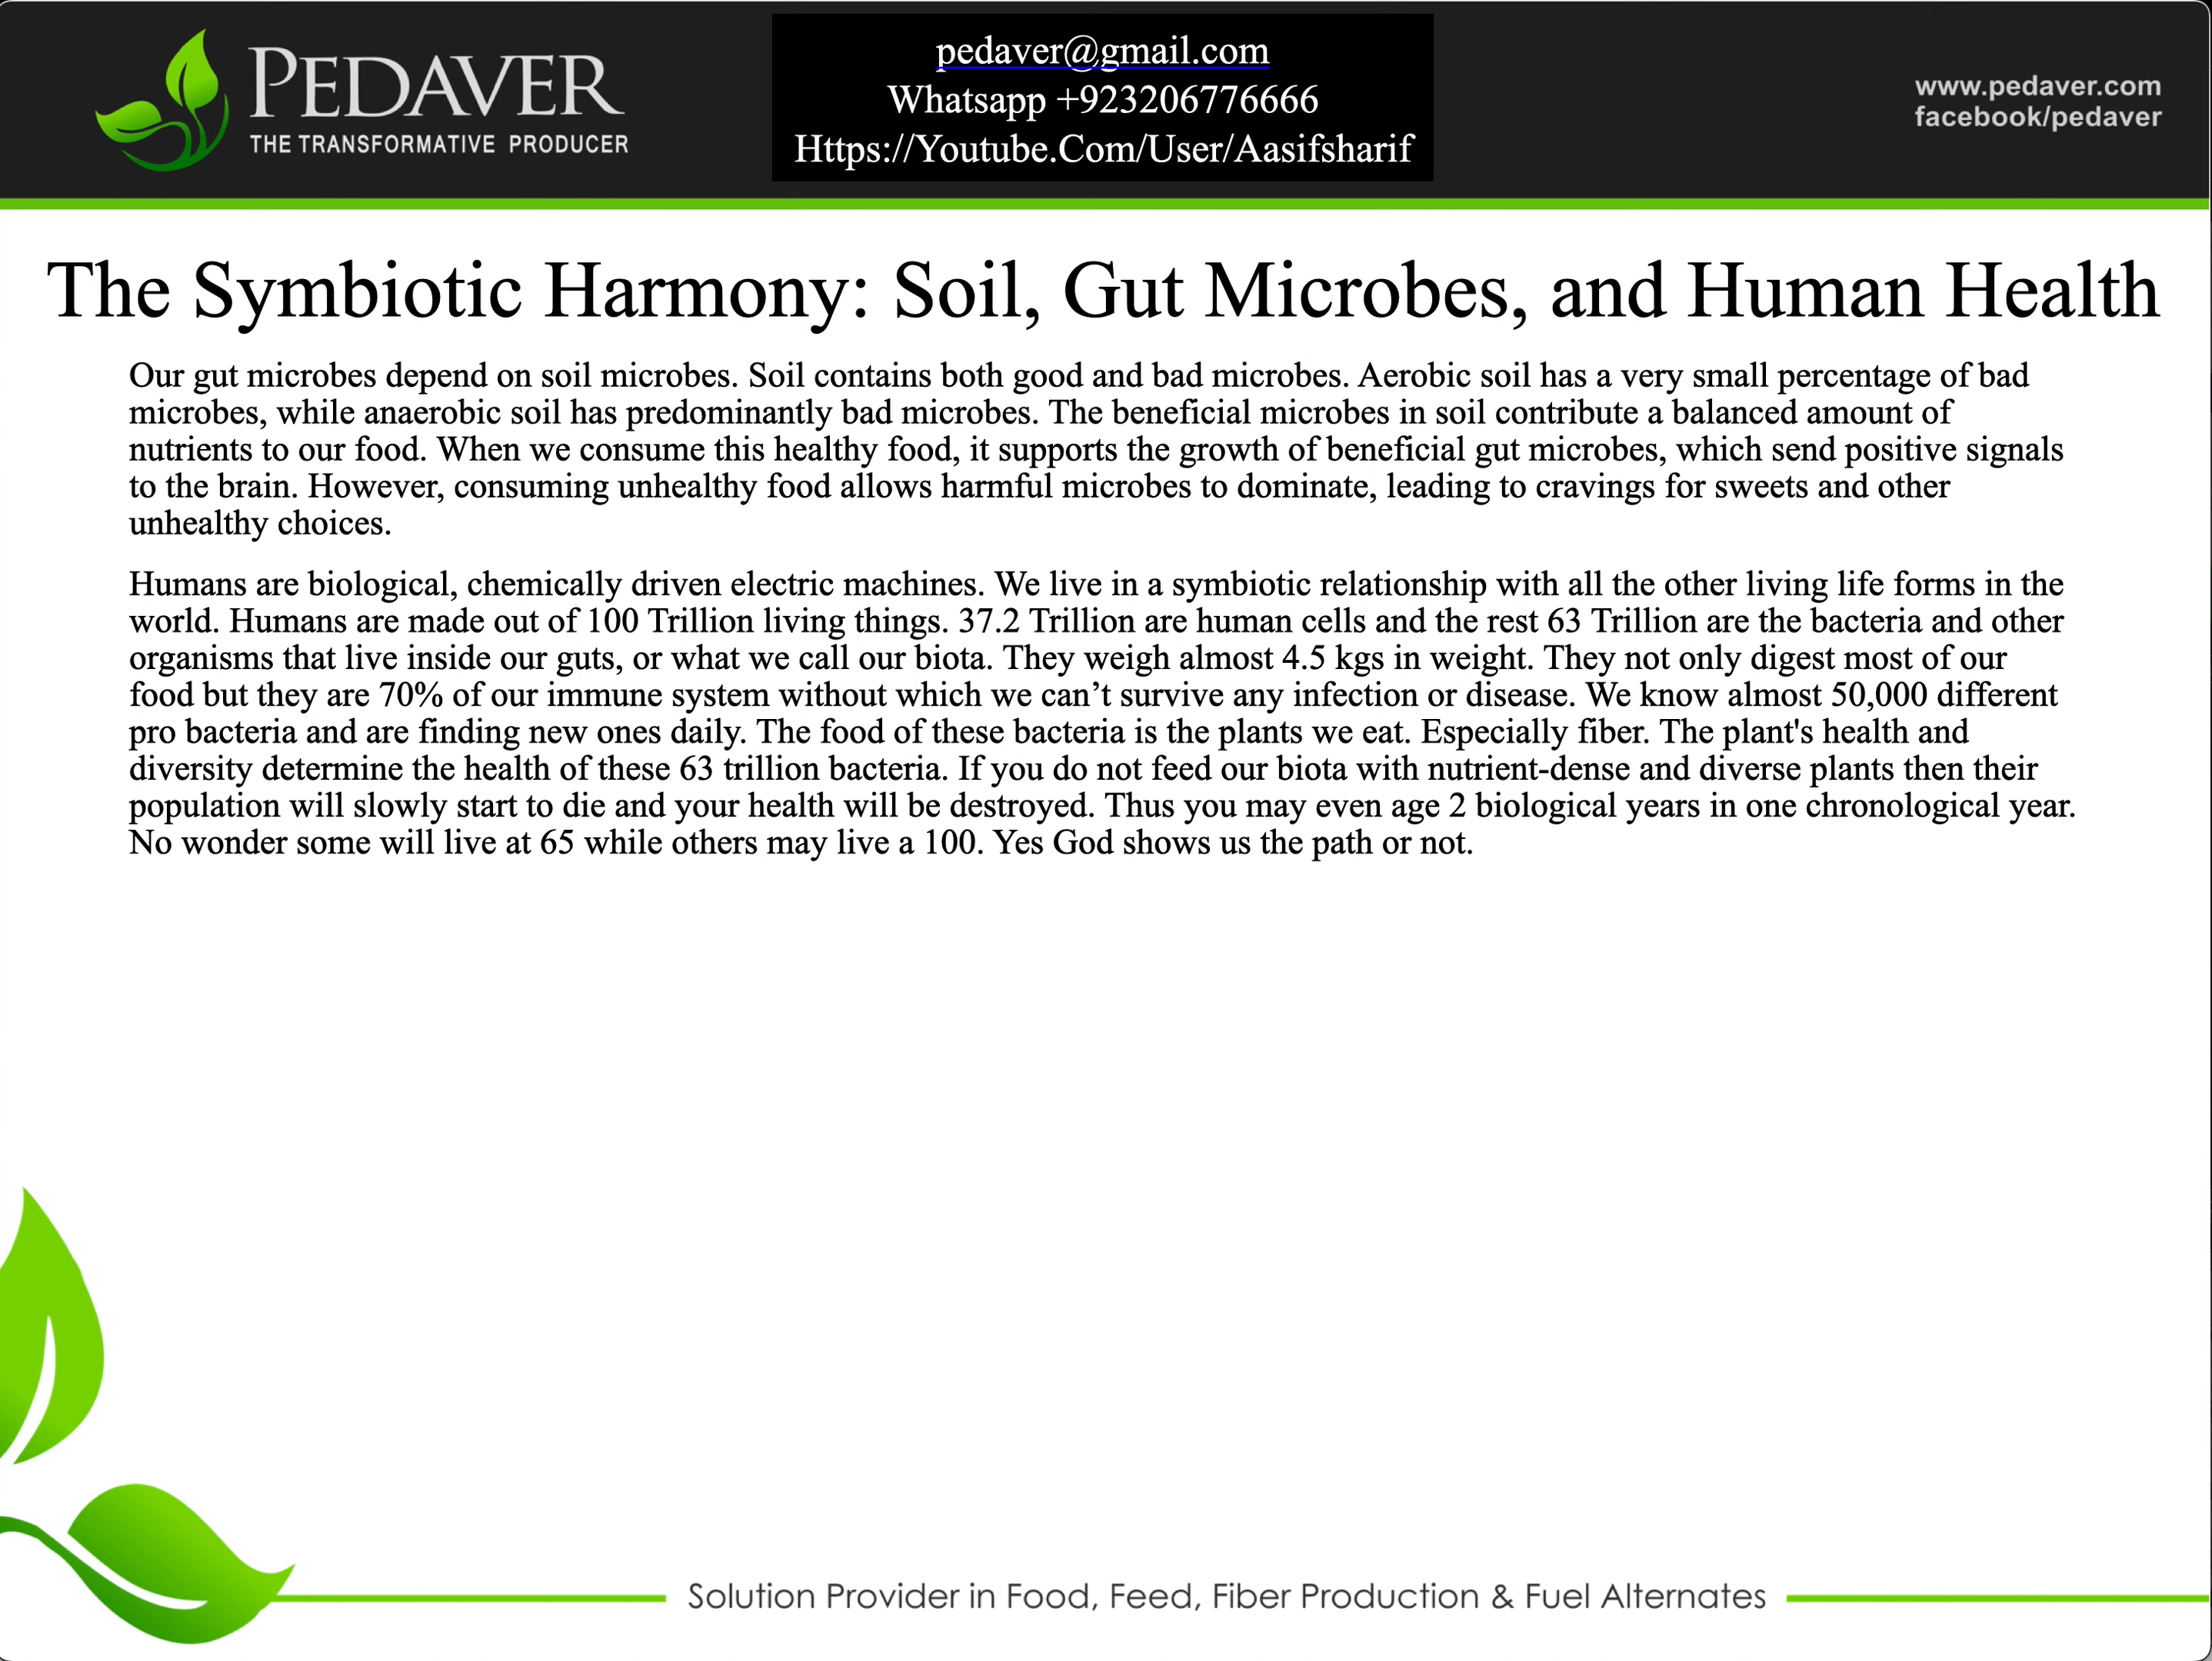 PEDAVER
THE TRANSFORMATIVE PRODUCER
pedaver@gmail.com
Whatsapp +923206776666
Https://Youtube.Com/User/Aasifsharif
www.pedaver.com
facebook/pedaver
The Symbiotic Harmony: Soil, Gut Microbes, and Human Health
Our gut microbes depend on soil microbes. Soil contains both good and bad microbes. Aerobic soil has a very small percentage of bad
microbes, while anaerobic soil has predominantly bad microbes. The beneficial microbes in soil contribute a balanced amount of
nutrients to our food. When we consume this healthy food, it supports the growth of beneficial gut microbes, which send positive signals
to the brain. However, consuming unhealthy food allows harmful microbes to dominate, leading to cravings for sweets and other
unhealthy choices.
Humans are biological, chemically driven electric machines. We live in a symbiotic relationship with all the other living life forms in the
world. Humans are made out of 100 Trillion living things. 37.2 Trillion are human cells and the rest 63 Trillion are the bacteria and other
organisms that live inside our guts, or what we call our biota. They weigh almost 4.5 kgs in weight. They not only digest most of our
food but they are 70% of our immune system without which we can’t survive any infection or disease. We know almost 50,000 different
pro bacteria and are finding new ones daily. The food of these bacteria is the plants we eat. Especially fiber. The plant's health and
diversity determine the health of these 63 trillion bacteria. If you do not feed our biota with nutrient-dense and diverse plants then their
population will slowly start to die and your health will be destroyed. Thus you may even age 2 biological years in one chronological year.
No wonder some will live at 65 while others may live a 100. Yes God shows us the path or not.
Solution Provider in Food, Feed, Fiber Production & Fuel Alternates